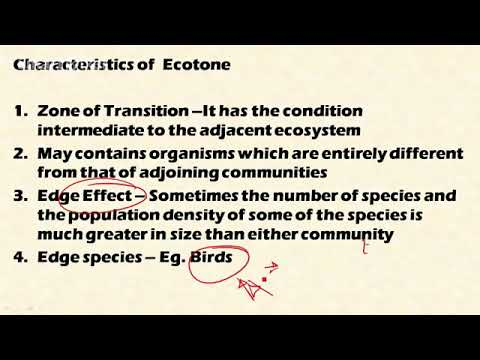 Characteristics of Ecotone
1. Zone of Transition –It has the condition
intermediate to the adjacent ecosystem
2. May contains organisms which are entirely different
from that of adjoining communities
3. Edge Effect – Sometimes the number of species and
the population density of some of the species is
much greater in size than either community
4. Edge species – Eg. Birds